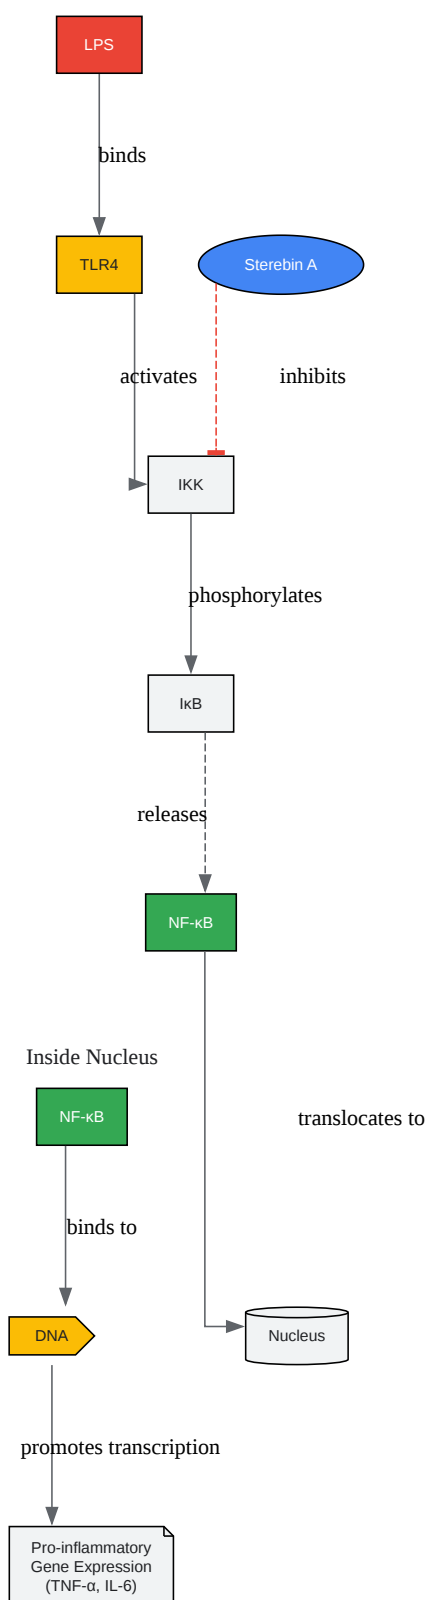 LPS
binds
TLR4
Sterebin A
activates
inhibits
IKK
phosphorylates
IκB
releases
NF-κB
Inside Nucleus
NF-κB
translocates to
binds to
DNA
Nucleus
promotes transcription
Pro-inflammatory
Gene Expression
(TNF-α, IL-6)